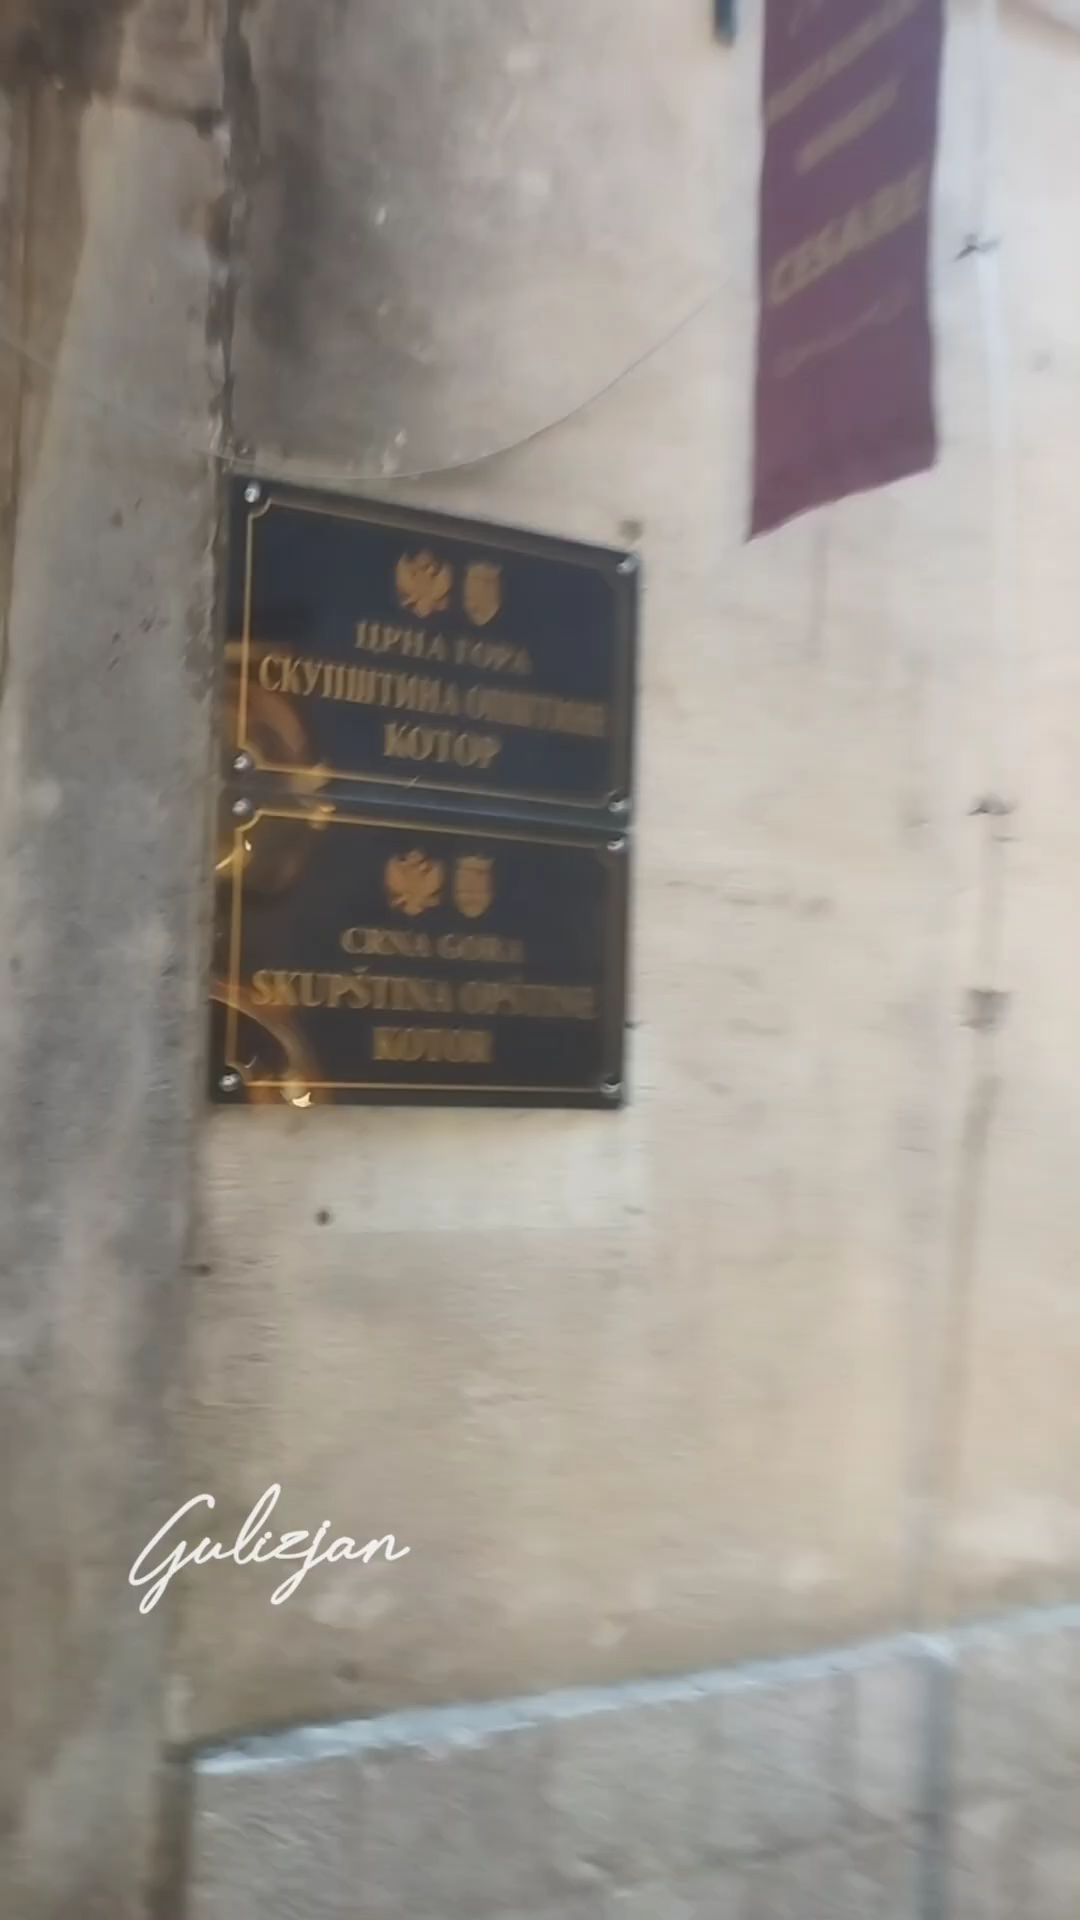 CESARE
ЦРНА ГОРА
СКУПШТИНА ОПШТИНЕ
КОТОР
CRNA GORA
SKUPŠTINA OPŠTINE
KOTOR
Gulizjan